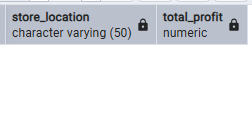 store_location
character varying (50)
total_profit
numeric